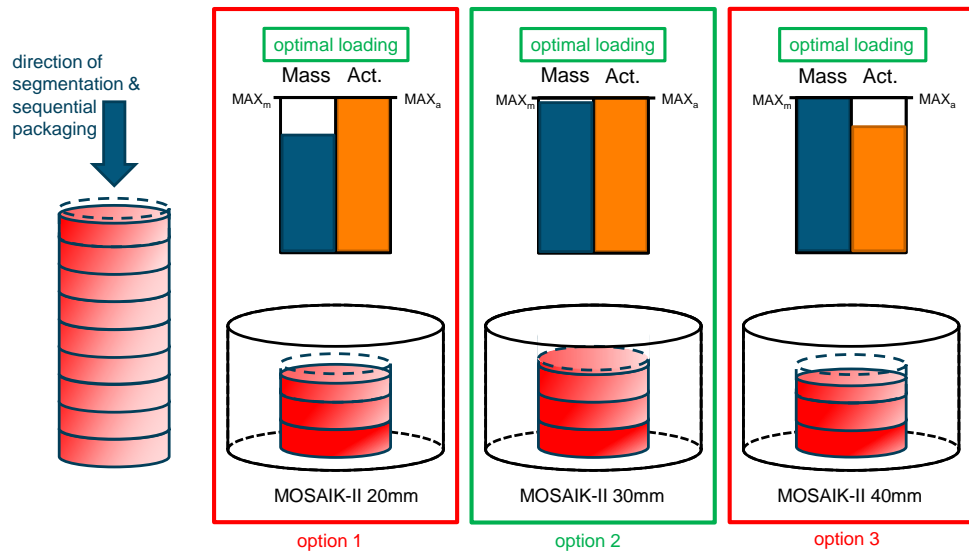 direction of
segmentation &
sequential
packaging
optimal loading
Mass Act.
MAXm MAXa
MOSAIK-II 20mm
option 1
optimal loading
Mass Act.
MAXm MAXa
MOSAIK-II 30mm
option 2
optimal loading
Mass Act.
MAXm MAXa
MOSAIK-II 40mm
option 3